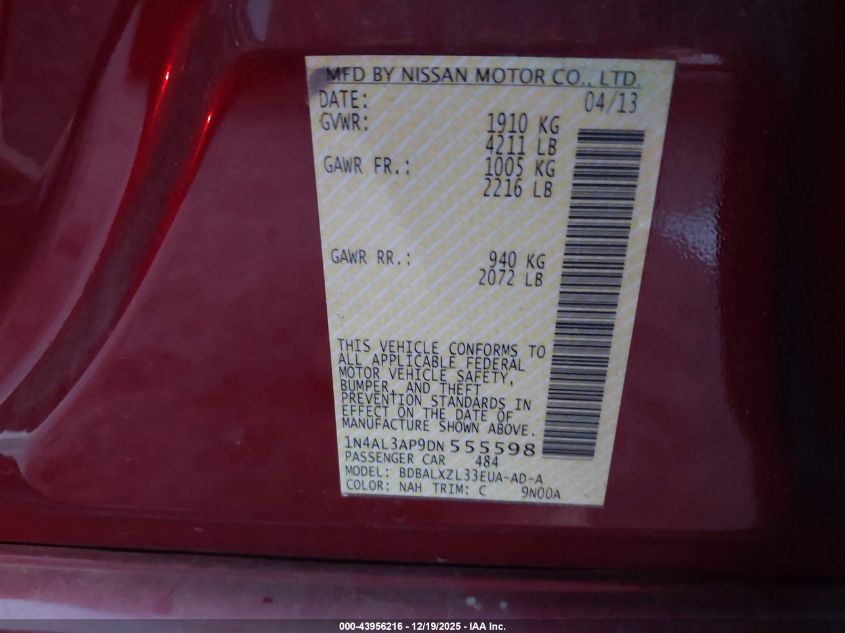 MFD BY NISSAN MOTOR CO., LTD.
DATE: 04/13
GVWR: 1910 KG
4211 LB
GAWR FR.: 1005 KG
2216 LB
GAWR RR.: 940 KG
2072 LB
THIS VEHICLE CONFORMS TO
ALL APPLICABLE FEDERAL
MOTOR VEHICLE SAFETY,
BUMPER, AND THEFT
PREVENTION STANDARDS IN
EFFECT ON THE DATE OF
MANUFACTURE SHOWN ABOVE.
1N4AL3AP9DN555598
PASSENGER CAR 484
MODEL: BDBALXZL33EUA-AD-A
COLOR: NAH TRIM: C 9N00A
000-43956216 - 12/19/2025 - IAA Inc.